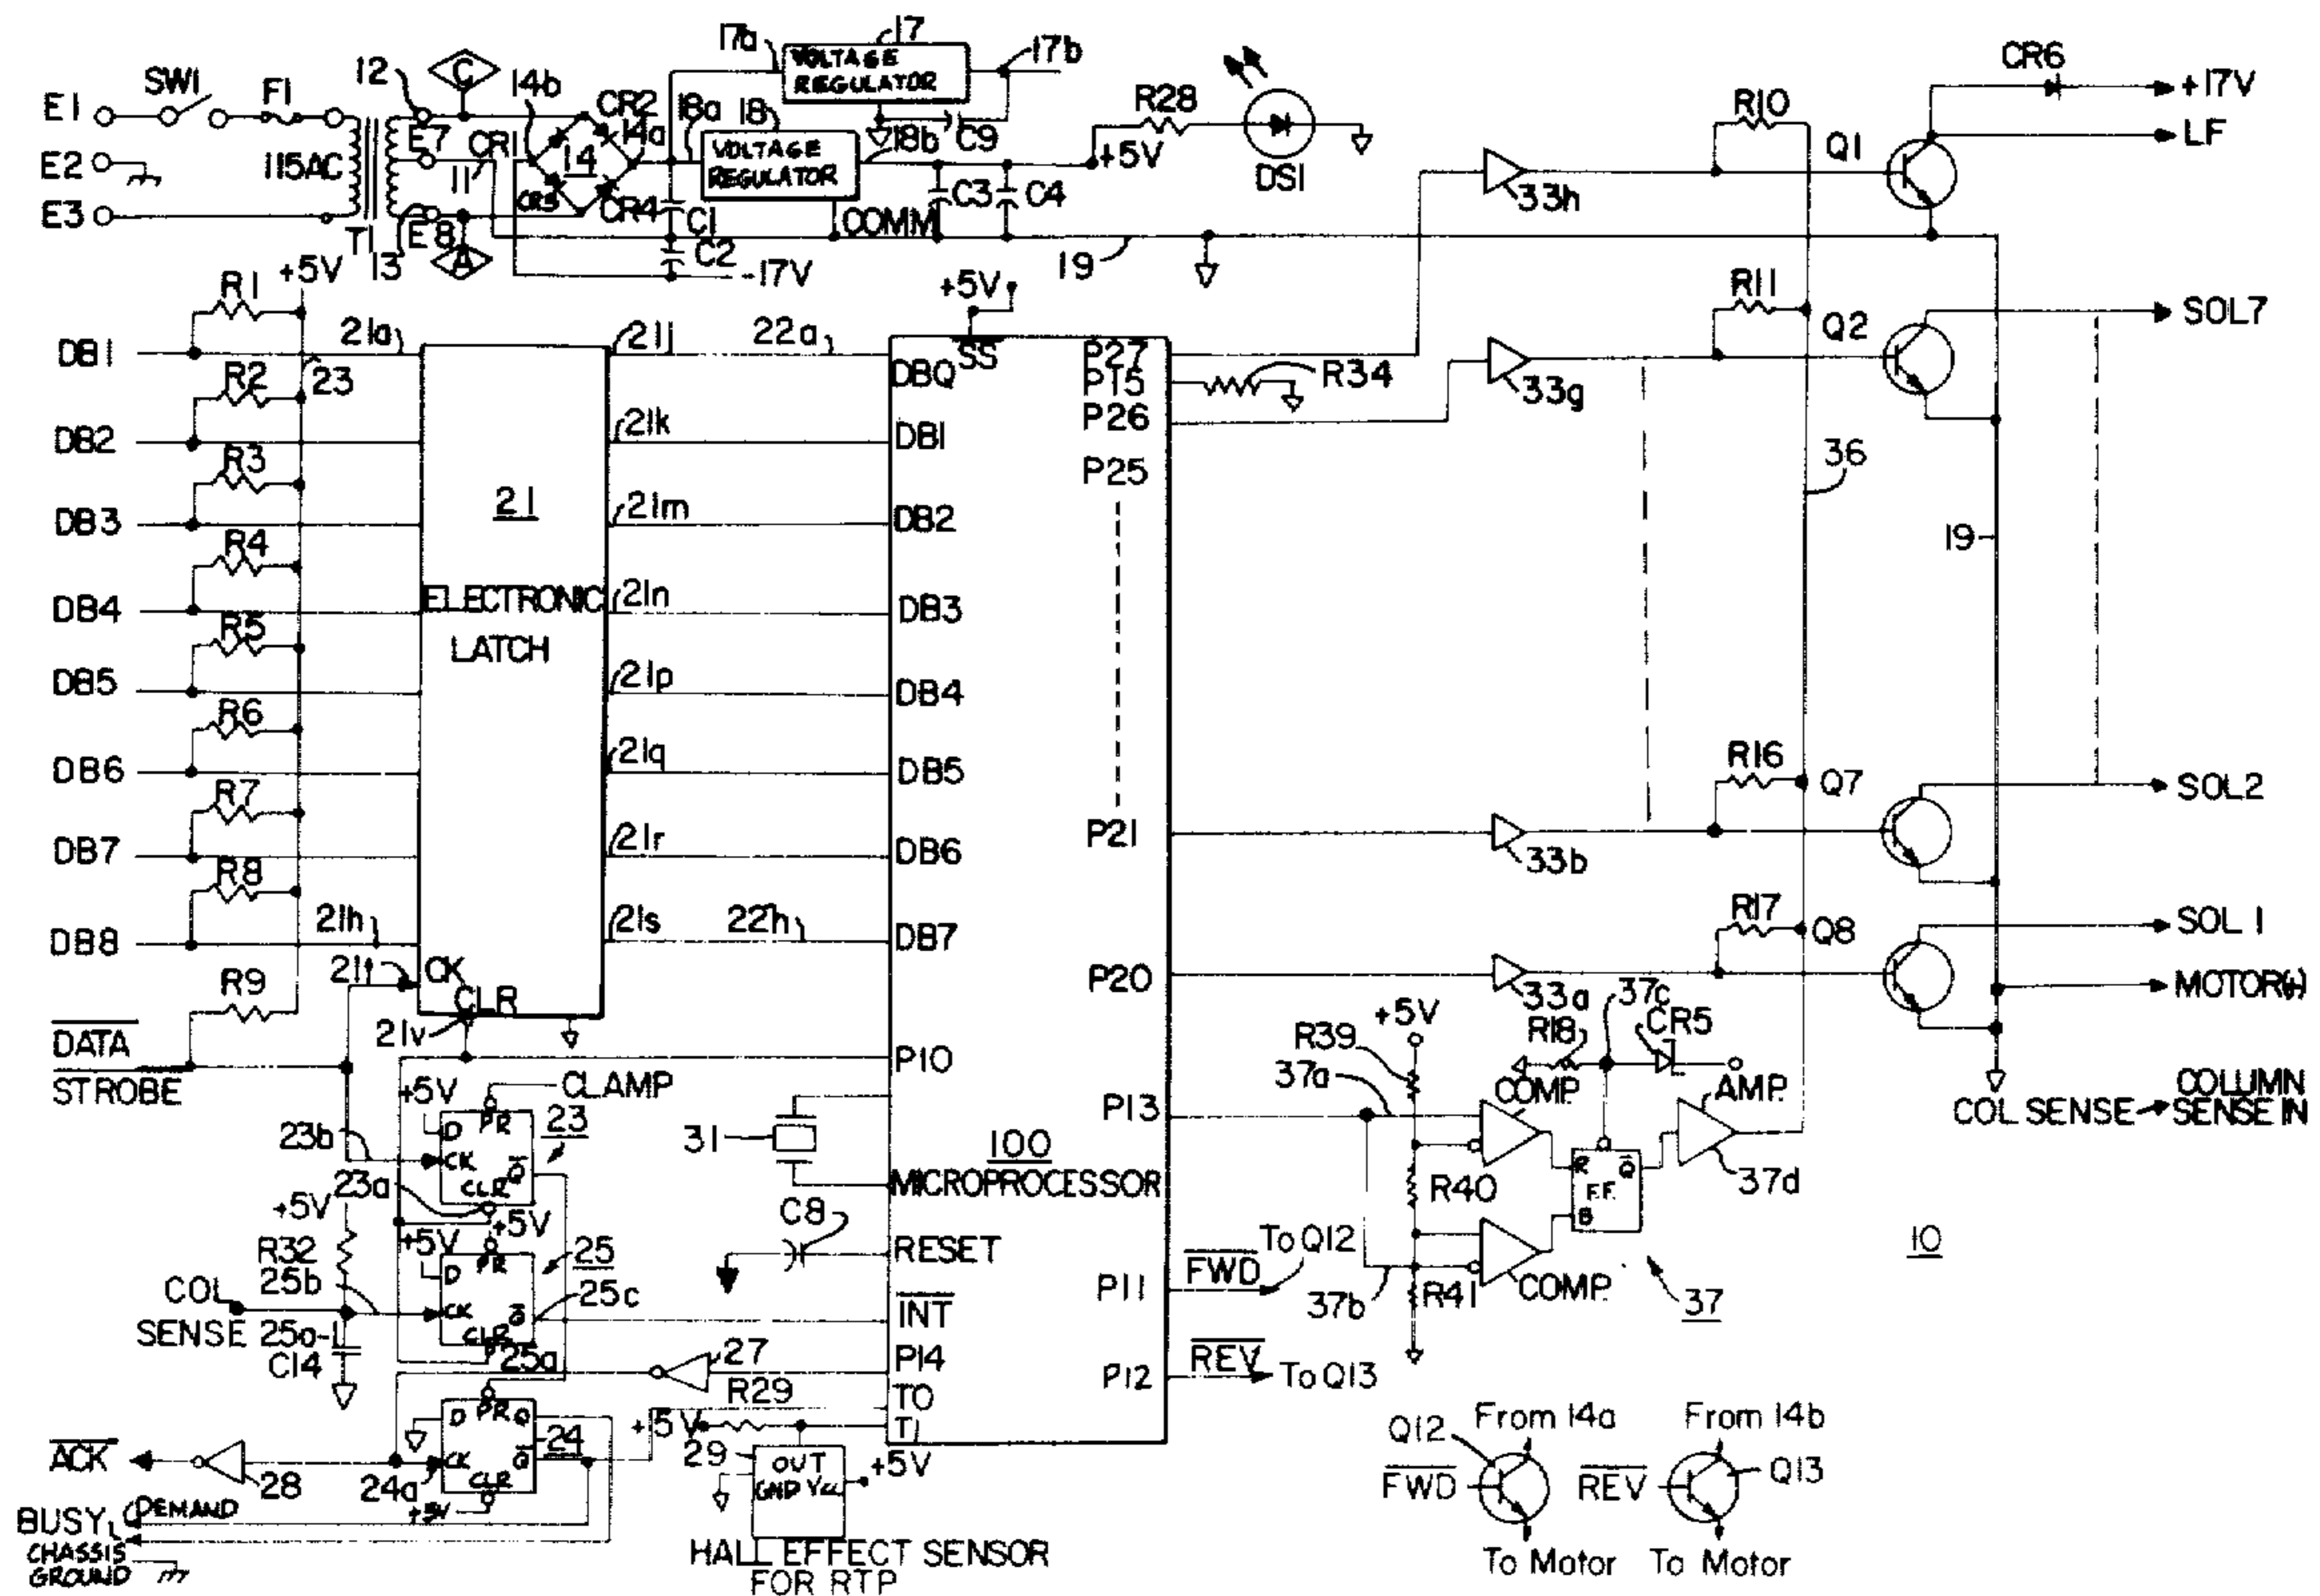 17a 17 17b
VOLTAGE
REGULATOR
E1 SW1 F1 12 C 14b CR2
14a 18a 18 18b C9
VOLTAGE
REGULATOR
E2
E3
115AC
T1
E7
11
CR1
14
CR3
CR4
C1
C2
COMM
C3 C4
13
E8
A
-17V
+5V
R28
DS1
19
33h
R10
Q1
CR6
+17V
LF
+5V
R1
DB1
21a
23
21j
22a
DBQ
SS
+5V
P27
P15
R34
P26
P25
33g
R11
Q2
SOL7
R2
DB2
21k
DB1
R3
DB3
21
21m
DB2
36
19
R4
DB4
ELECTRONIC
LATCH
21n
DB3
R5
DB5
21p
DB4
R6
DB6
21q
DB5
R16
Q7
SOL2
R7
DB7
21r
DB6
P21
33b
R8
DB8
21h
21s
22h
DB7
P20
33a
R17
Q8
SOL 1
MOTOR(-)
R9
21t
CK
CLR
21v
DATA
STROBE
P10
+5V
CLAMP
D PR
23
23b
CK Q
CLR
23a
31
100
MICROPROCESSOR
P13
+5V
R39
37a
COMP.
R18
37c
CR5
AMP.
37d
R40
R Q
F.F.
S
37
37b
R41
COMP.
COL SENSE
COLUMN
SENSE IN
10
+5V
R32
+5V
+5V
D PR
25
25b
CK Q
CLR
25c
25a
COL
SENSE
25a-1
C14
C8
RESET
INT
P14
T0
T1
27
R29
+5V
P11
FWD
To Q12
P12
REV
To Q13
D PR Q
24
CK Q
CLR
24a
+5V
ACK
28
DEMAND
BUSY
CHASSIS
GROUND
29
OUT
GND Vcc
+5V
HALL EFFECT SENSOR
FOR RTP
Q12
From 14a
FWD
To Motor
From 14b
REV
Q13
To Motor